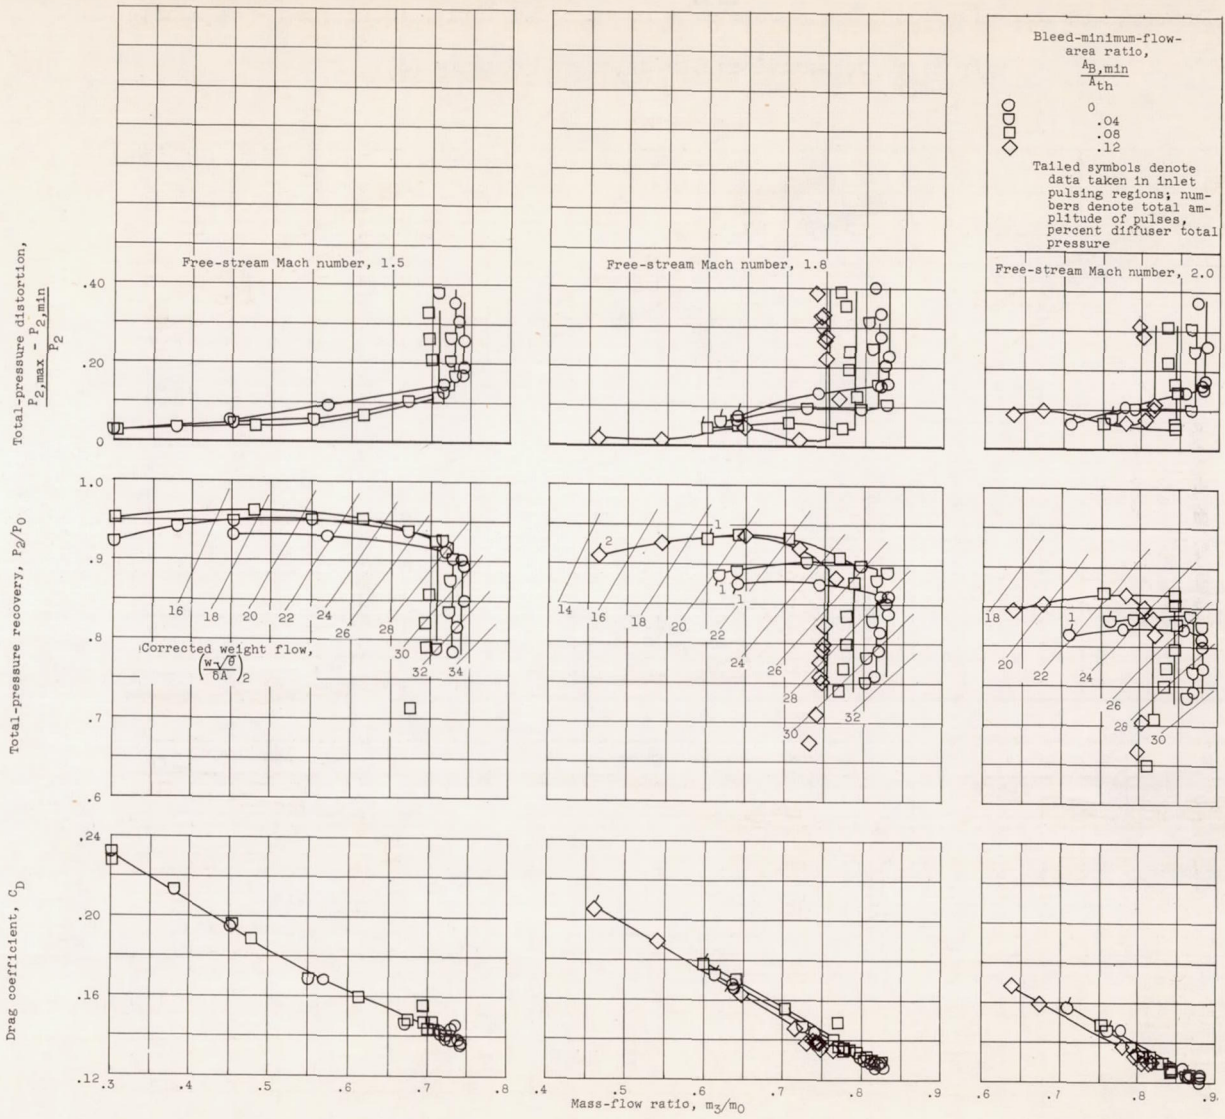 Bleed-minimum-flow-
area ratio,
A_B,min
A_th
0
.04
.08
.12
Tailed symbols denote
data taken in inlet
pulsing regions; num-
bers denote total am-
plitude of pulses,
percent diffuser total
pressure
Free-stream Mach number, 1.5
Free-stream Mach number, 1.8
Free-stream Mach number, 2.0
Total-pressure distortion,
P_2,max - P_2,min
P_2
.40
.20
0
Total-pressure recovery, P_2/P_0
1.0
.9
.8
.7
.6
16
18
20
22
24
26
28
30
32
34
Corrected weight flow,
(w√θ/δA)_2
1
2
1
1
14
16
18
20
22
24
26
28
30
32
1
18
20
22
24
26
28
30
Drag coefficient, C_D
.24
.20
.16
.12
.3
.4
.5
.6
.7
.8
.4
.5
.6
.7
.8
.9
.6
.7
.8
.9
Mass-flow ratio, m_3/m_0